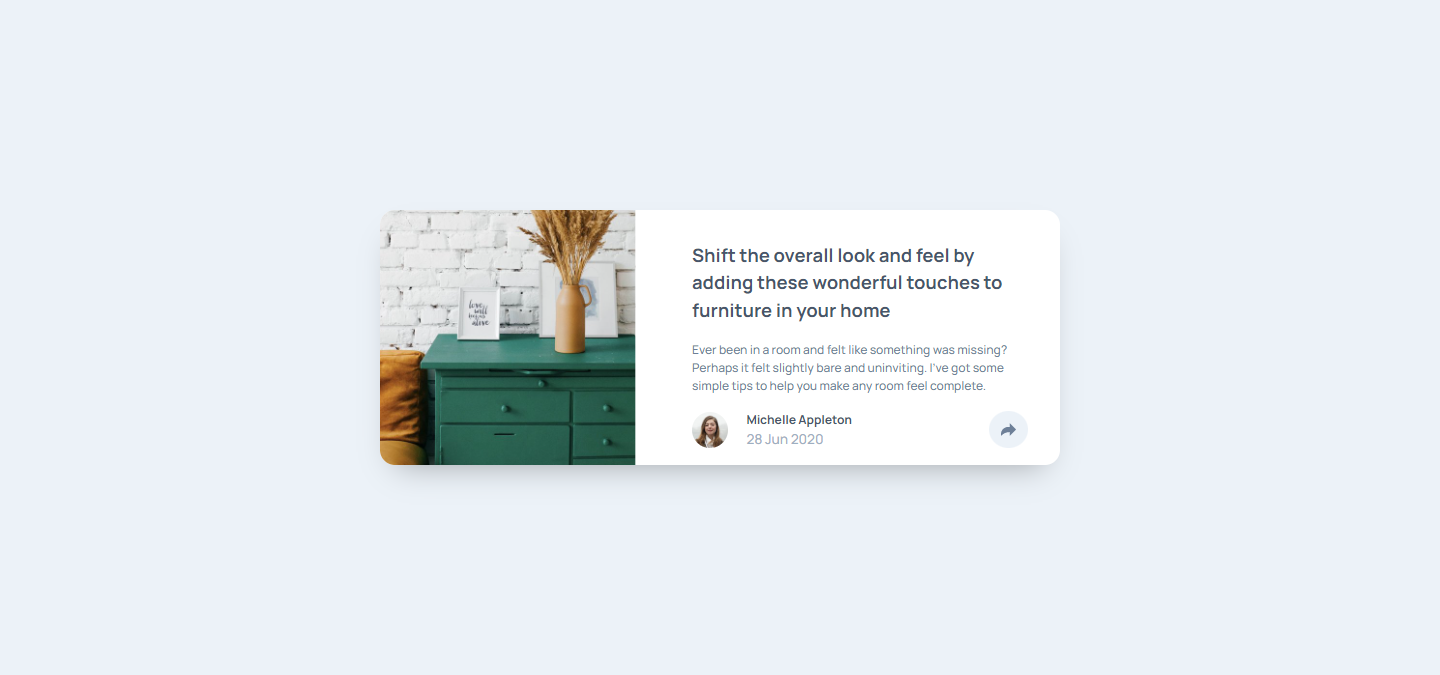 love
will
keep us
alive
Shift the overall look and feel by
adding these wonderful touches to
furniture in your home
Ever been in a room and felt like something was missing?
Perhaps it felt slightly bare and uninviting. I've got some
simple tips to help you make any room feel complete.
Michelle Appleton
28 Jun 2020